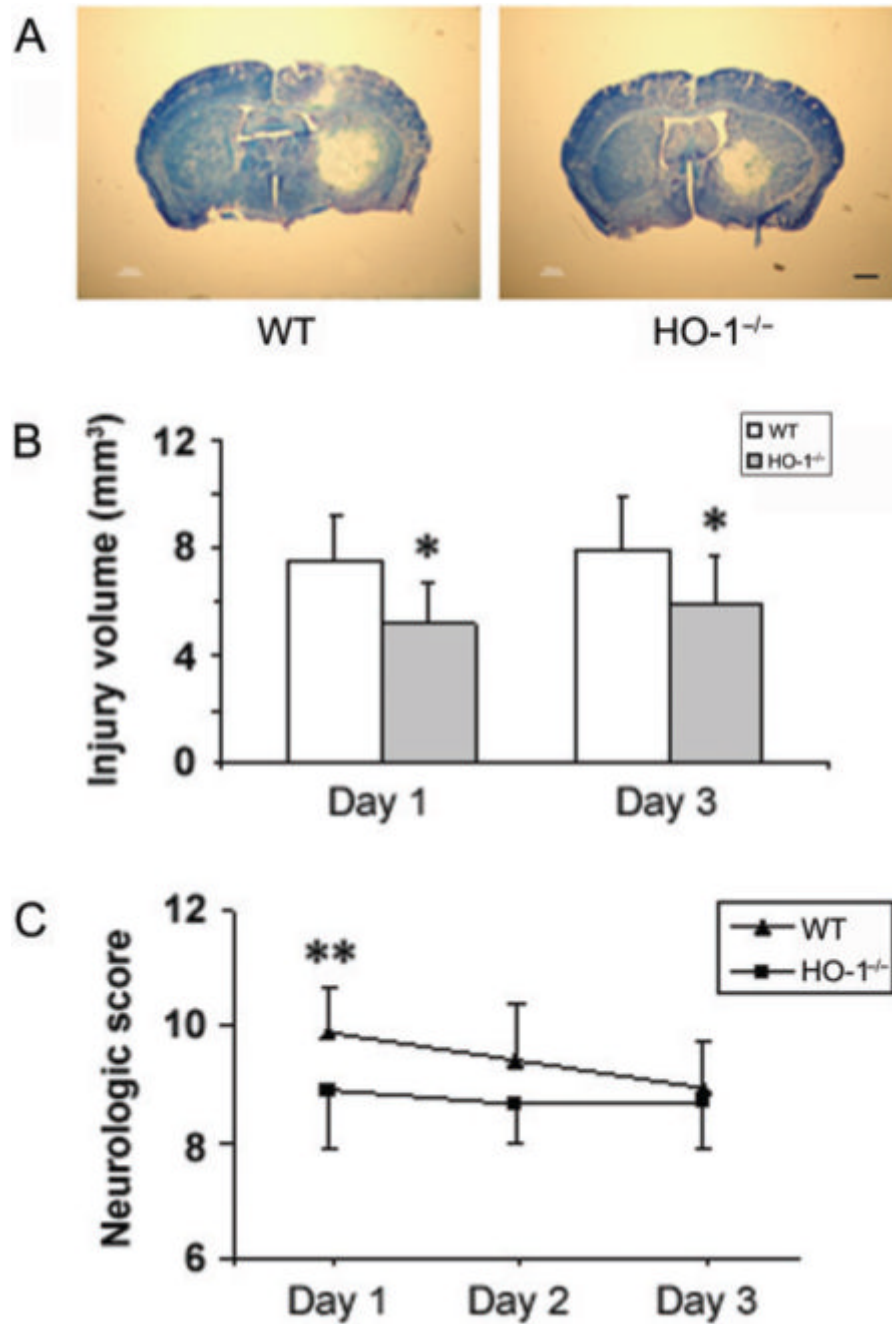 A
WT
HO-1⁻/⁻
B
Injury volume (mm³)
12
8
4
0
WT
HO-1⁻/⁻
*
*
Day 1
Day 3
C
Neurologic score
12
10
8
6
**
WT
HO-1⁻/⁻
Day 1
Day 2
Day 3